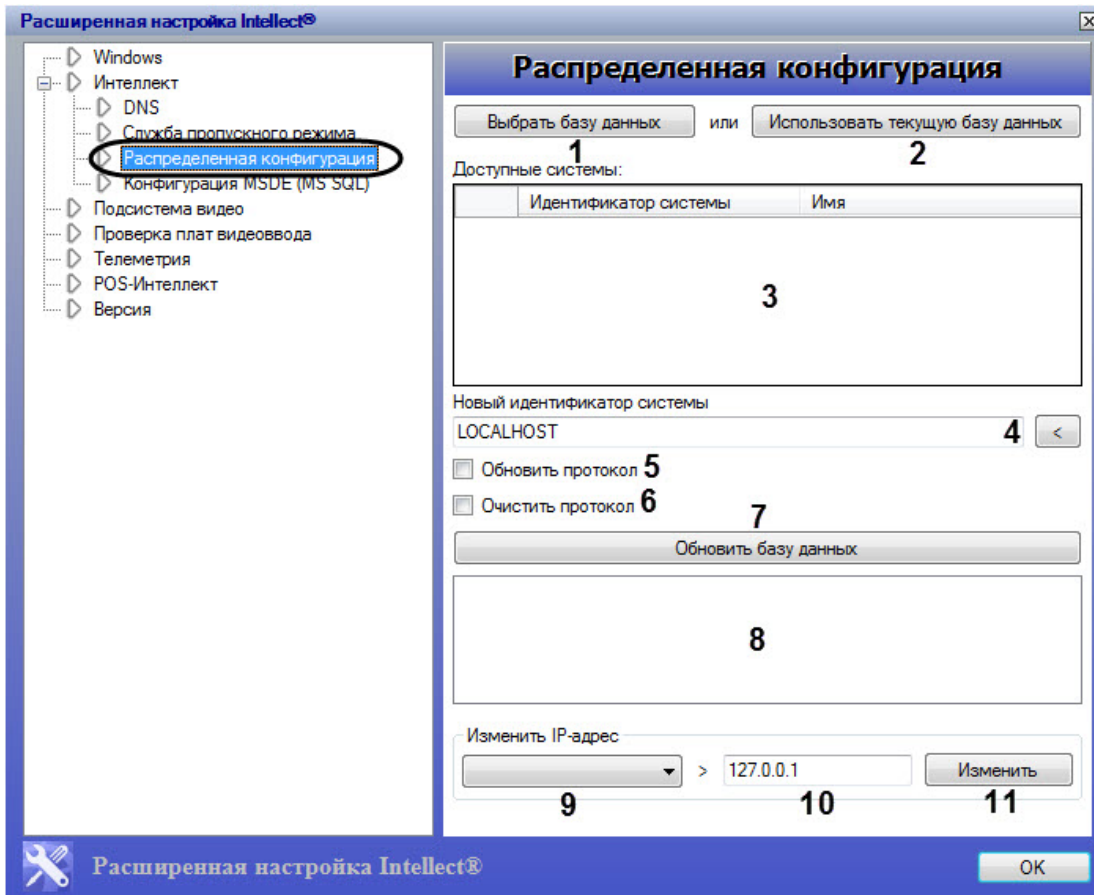 Расширенная настройка Intellect®
Windows
Интеллект
DNS
Служба пропускного режима
Распределенная конфигурация
Конфигурация MSDE (MS SQL)
Подсистема видео
Проверка плат видеоввода
Телеметрия
POS-Интеллект
Версия
Распределенная конфигурация
Выбрать базу данных или Использовать текущую базу данных
1 2
Доступные системы:
Идентификатор системы Имя
3
Новый идентификатор системы
LOCALHOST 4 <
Обновить протокол 5
Очистить протокол 6
7
Обновить базу данных
8
Изменить IP-адрес
> 127.0.0.1 Изменить
9 10 11
Расширенная настройка Intellect® OK